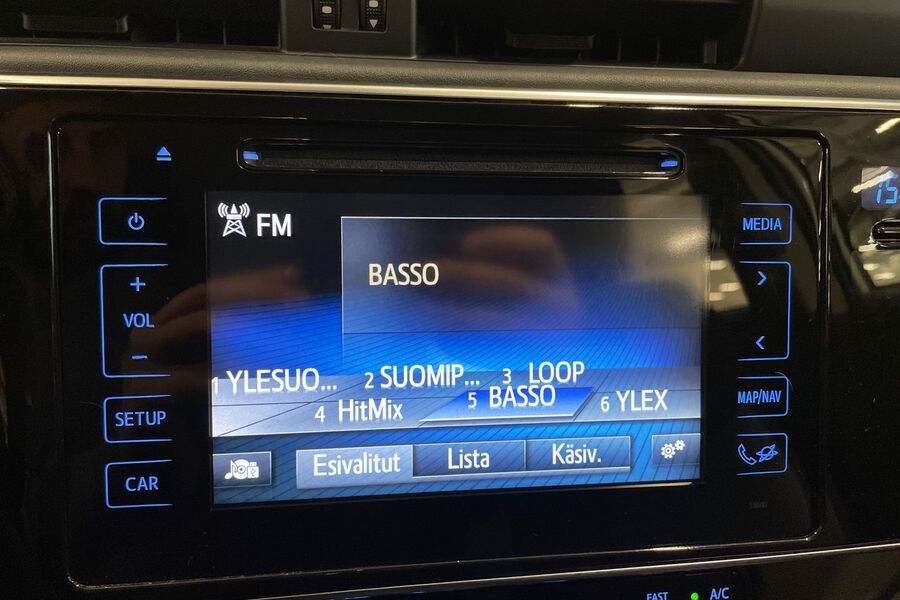 FM
BASSO
1 YLESUO... 2 SUOMIP... 3 LOOP
4 HitMix 5 BASSO 6 YLEX
Esivalitut Lista Käsiv.
+
VOL
-
SETUP
CAR
MEDIA
>
<
MAP/NAV
A/C